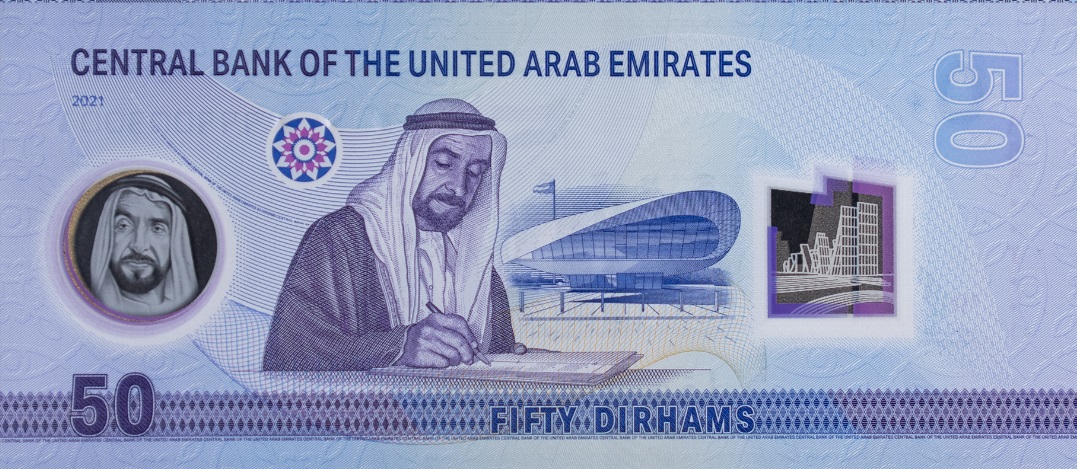 CENTRAL BANK OF THE UNITED ARAB EMIRATES
2021
50
50
FIFTY DIRHAMS